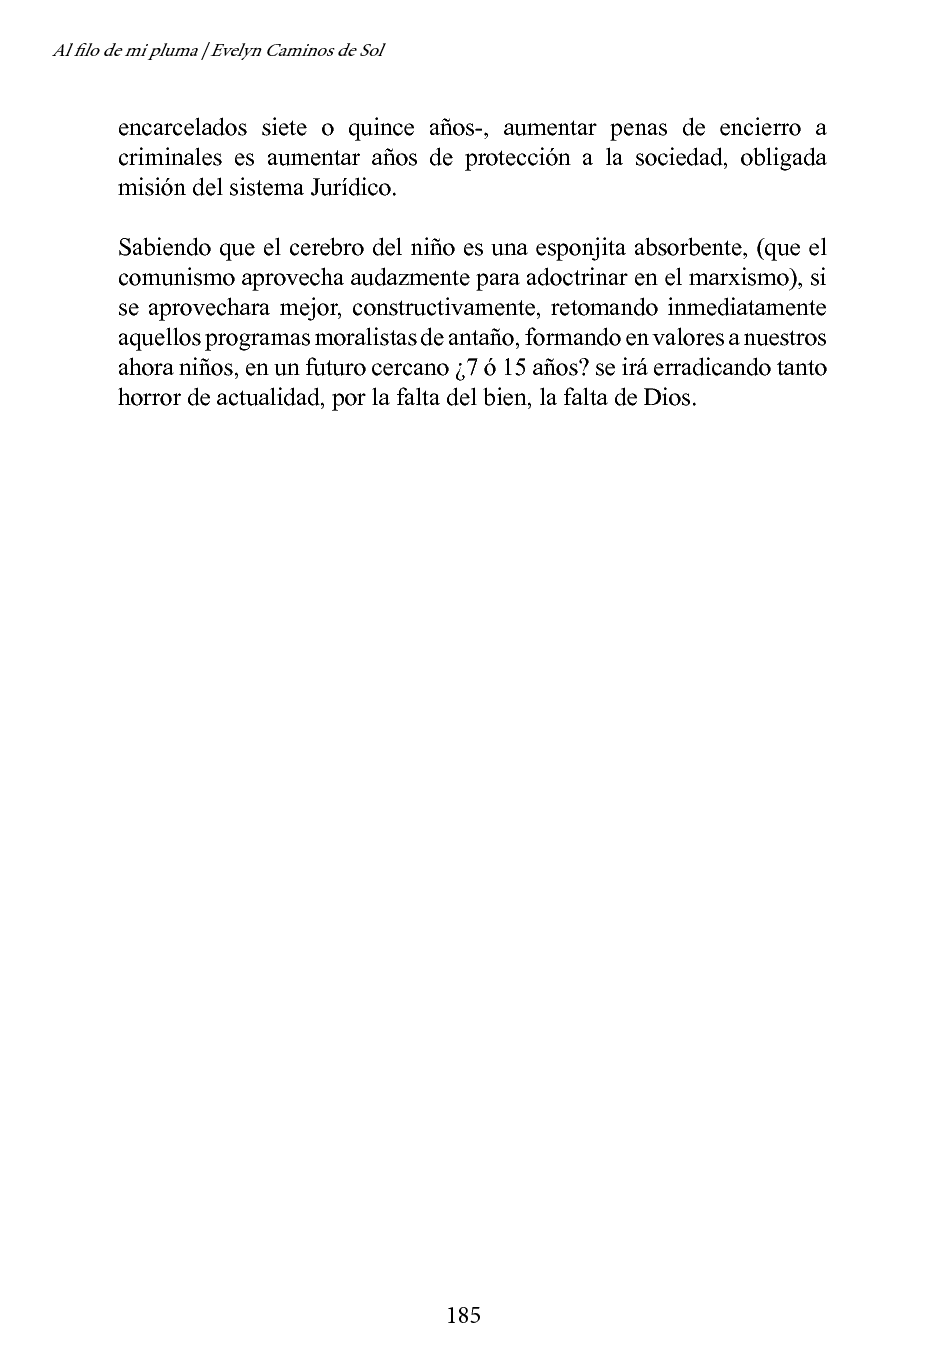 Al filo de mi pluma / Evelyn Caminos de Sol
encarcelados siete o quince años-, aumentar penas de encierro a
criminales es aumentar años de protección a la sociedad, obligada
misión del sistema Jurídico.
Sabiendo que el cerebro del niño es una esponjita absorbente, (que el
comunismo aprovecha audazmente para adoctrinar en el marxismo), si
se aprovechara mejor, constructivamente, retomando inmediatamente
aquellos programas moralistas de antaño, formando en valores a nuestros
ahora niños, en un futuro cercano ¿7 ó 15 años? se irá erradicando tanto
horror de actualidad, por la falta del bien, la falta de Dios.
185